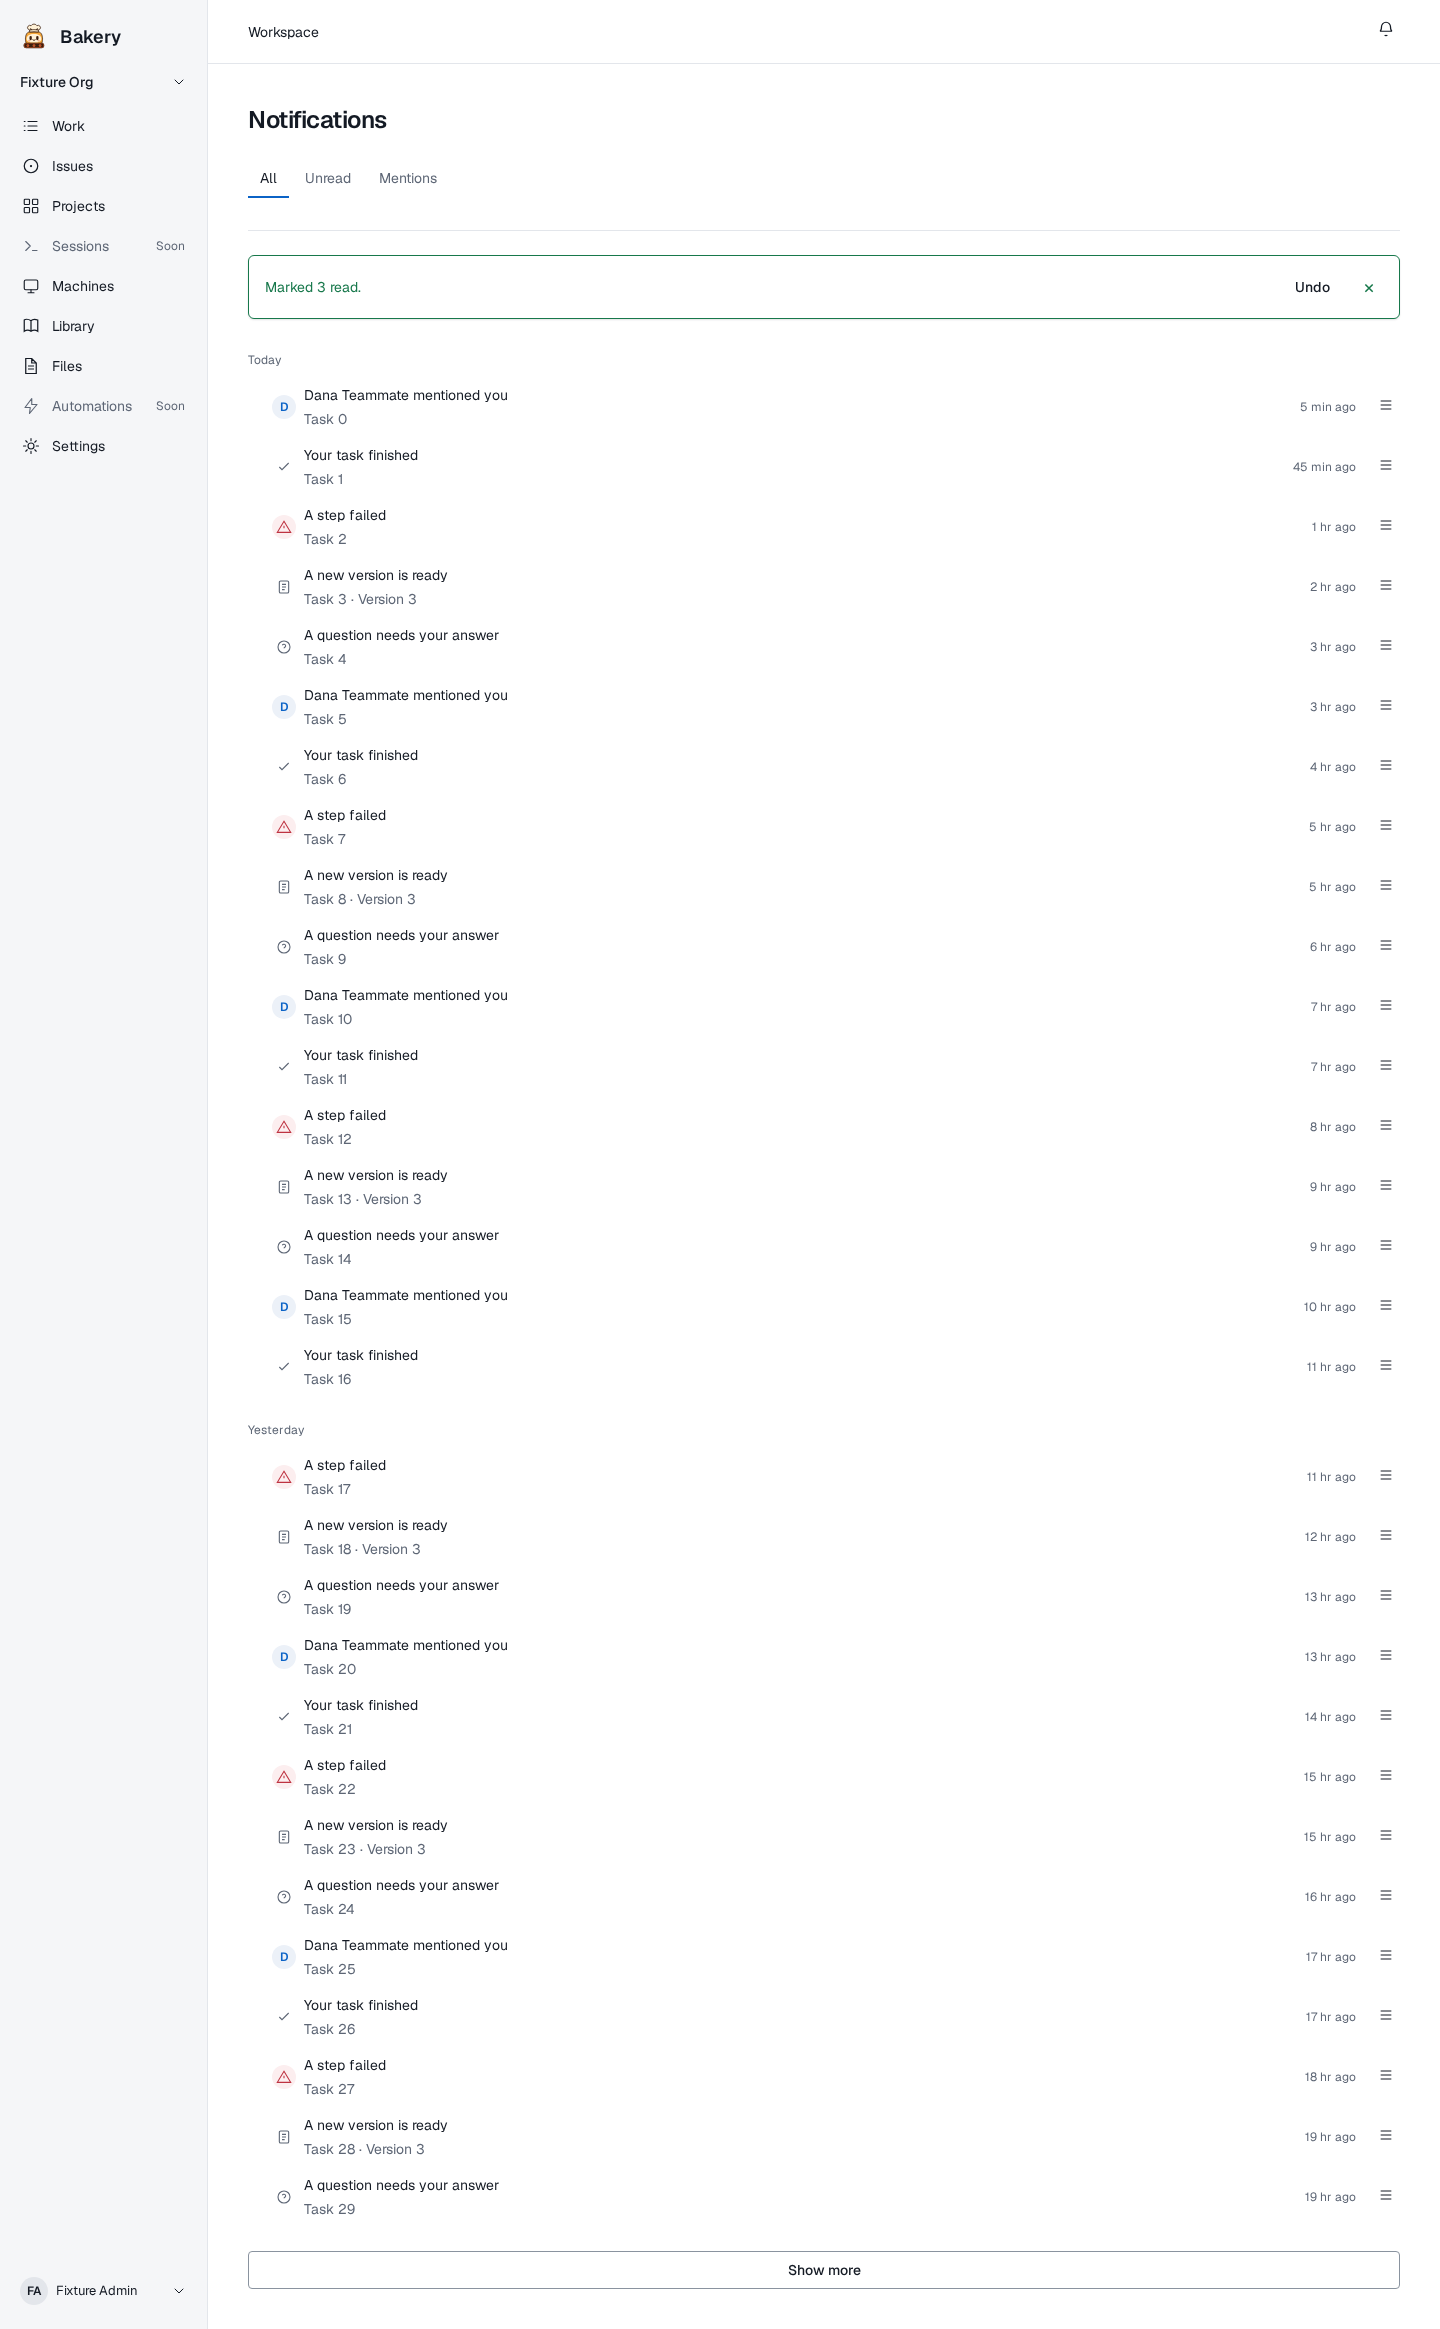 Bakery
Fixture Org
Work
Issues
Projects
Sessions Soon
Machines
Library
Files
Automations Soon
Settings
FA Fixture Admin
Workspace
Notifications
All Unread Mentions
Marked 3 read. Undo
Today
D Dana Teammate mentioned you
Task 0
5 min ago
Your task finished
Task 1
45 min ago
A step failed
Task 2
1 hr ago
A new version is ready
Task 3 · Version 3
2 hr ago
A question needs your answer
Task 4
3 hr ago
D Dana Teammate mentioned you
Task 5
3 hr ago
Your task finished
Task 6
4 hr ago
A step failed
Task 7
5 hr ago
A new version is ready
Task 8 · Version 3
5 hr ago
A question needs your answer
Task 9
6 hr ago
D Dana Teammate mentioned you
Task 10
7 hr ago
Your task finished
Task 11
7 hr ago
A step failed
Task 12
8 hr ago
A new version is ready
Task 13 · Version 3
9 hr ago
A question needs your answer
Task 14
9 hr ago
D Dana Teammate mentioned you
Task 15
10 hr ago
Your task finished
Task 16
11 hr ago
Yesterday
A step failed
Task 17
11 hr ago
A new version is ready
Task 18 · Version 3
12 hr ago
A question needs your answer
Task 19
13 hr ago
D Dana Teammate mentioned you
Task 20
13 hr ago
Your task finished
Task 21
14 hr ago
A step failed
Task 22
15 hr ago
A new version is ready
Task 23 · Version 3
15 hr ago
A question needs your answer
Task 24
16 hr ago
D Dana Teammate mentioned you
Task 25
17 hr ago
Your task finished
Task 26
17 hr ago
A step failed
Task 27
18 hr ago
A new version is ready
Task 28 · Version 3
19 hr ago
A question needs your answer
Task 29
19 hr ago
Show more